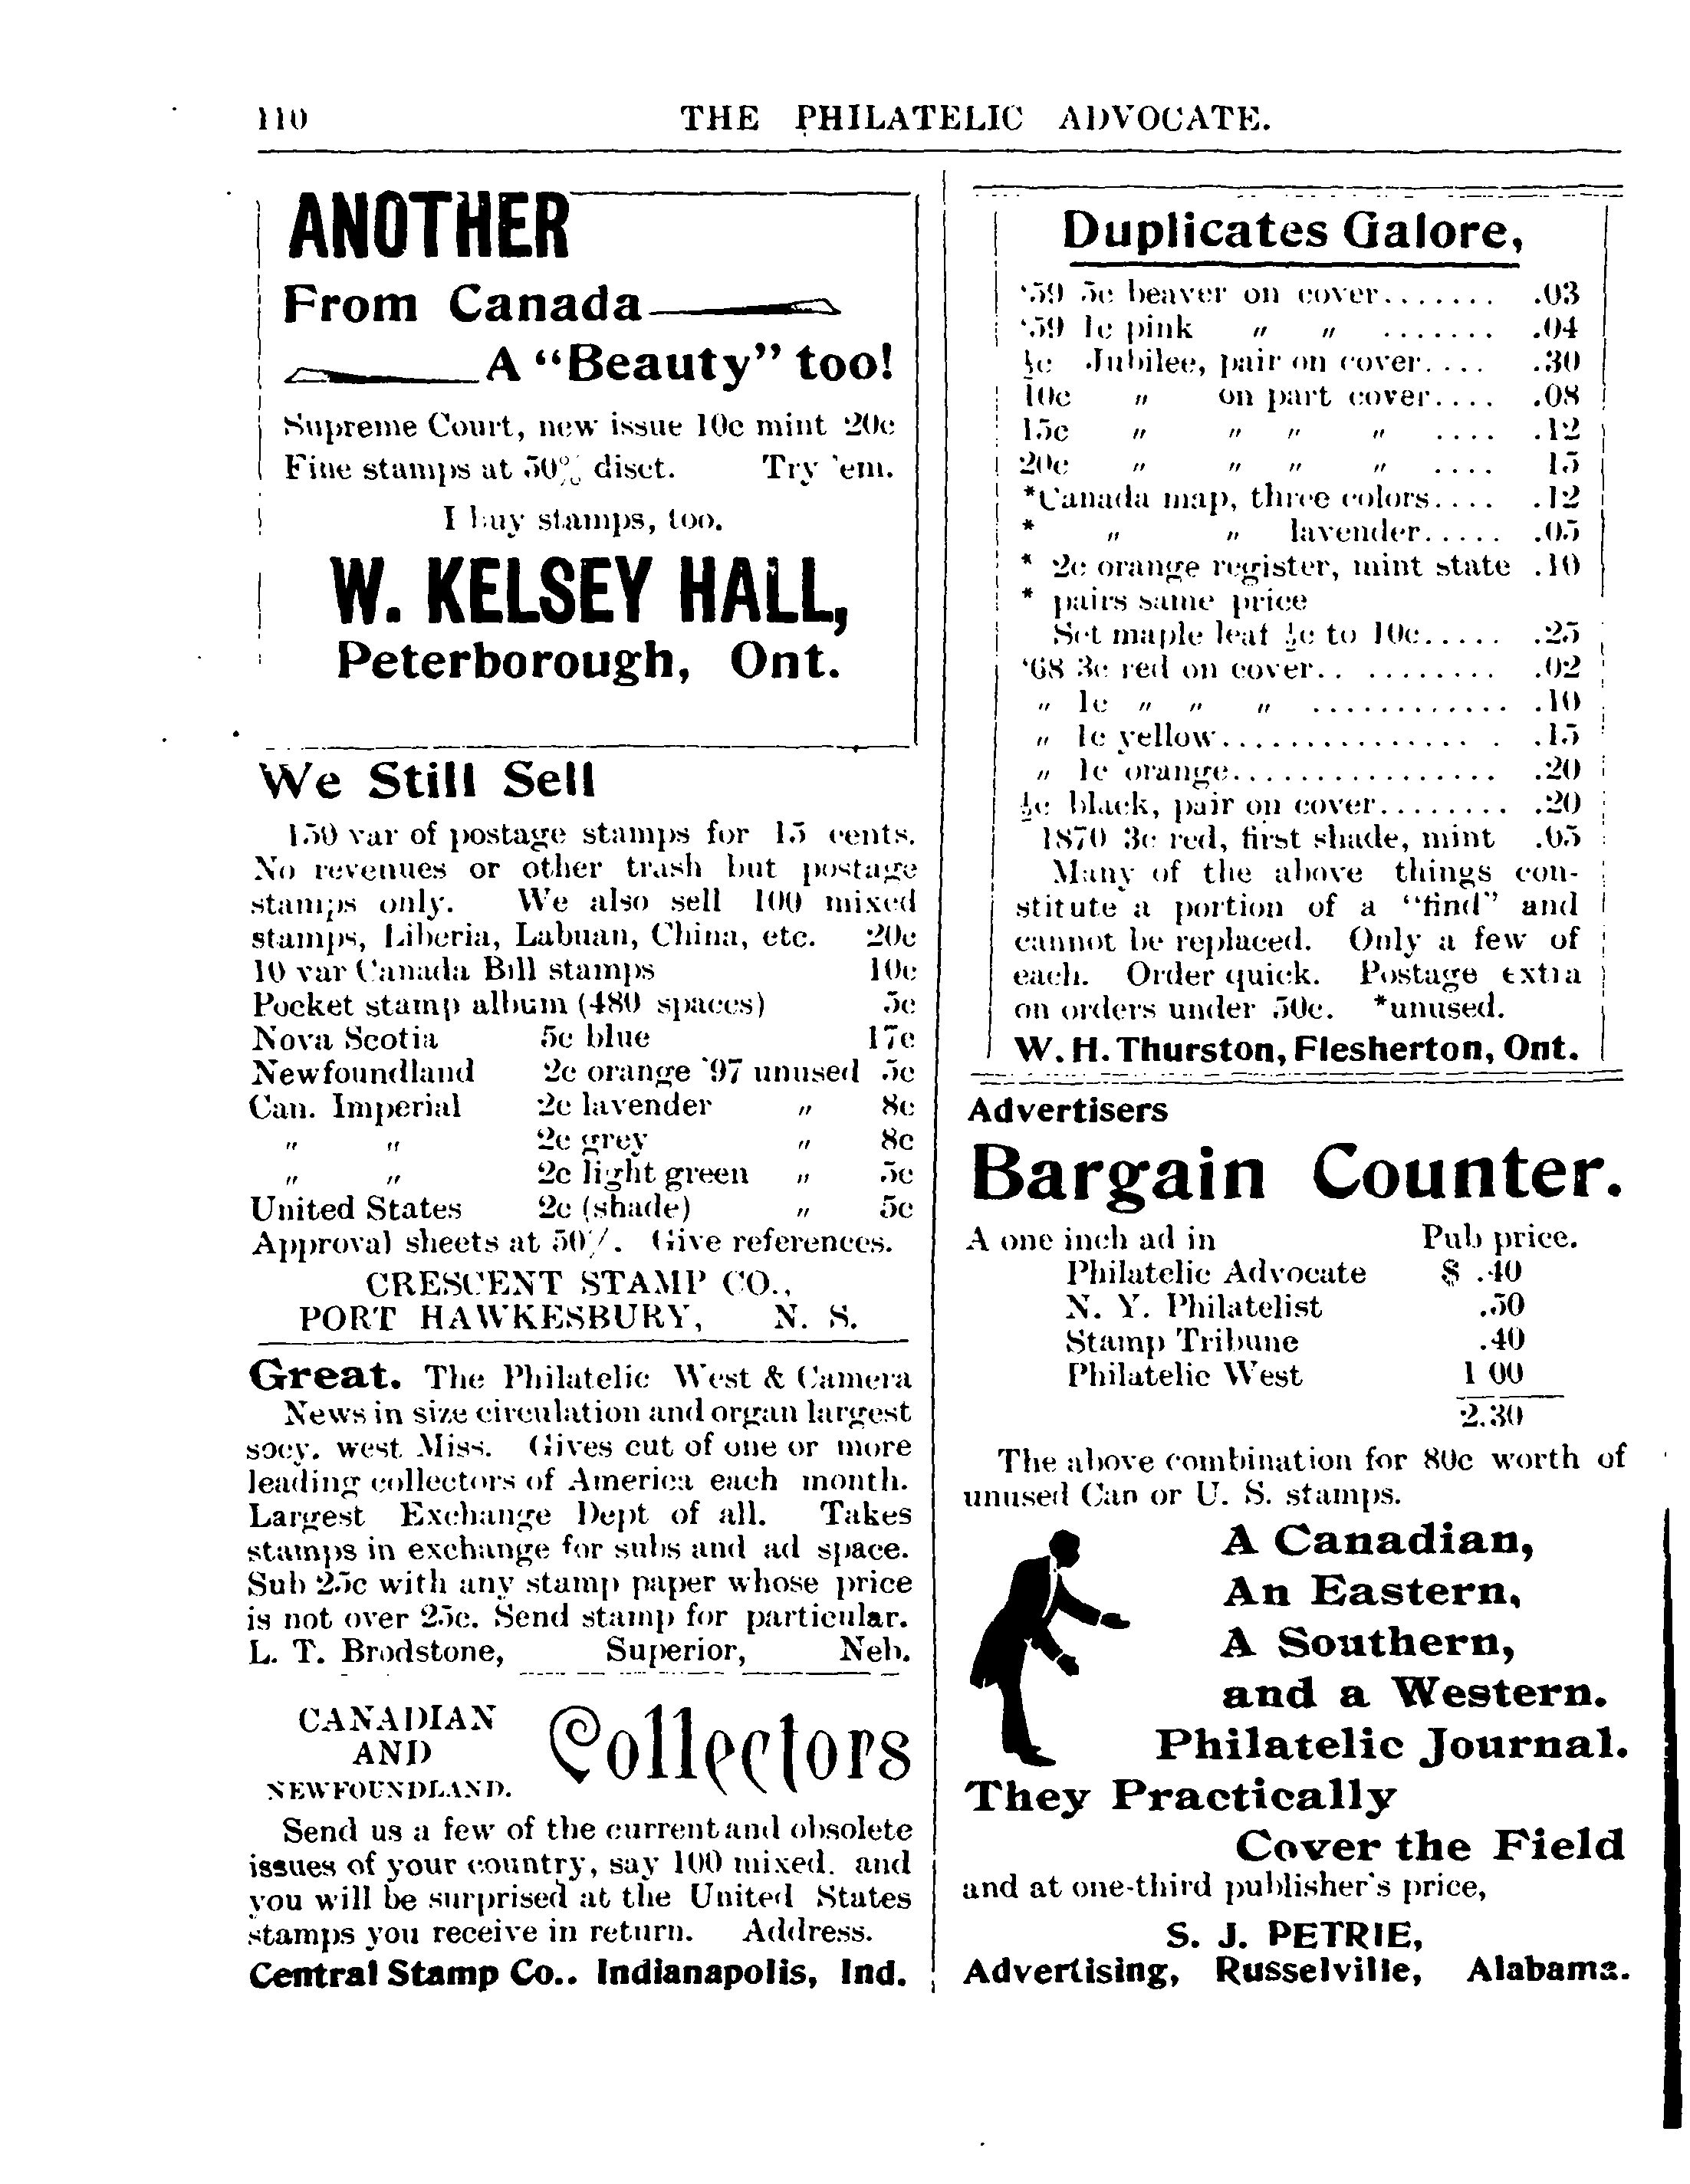 110 THE PHILATELIC ADVOCATE.
ANOTHER
From Canada
A "Beauty" too!
Supreme Court, new issue 10c mint 20c
Fine stamps at 50% disct. Try 'em.
I buy stamps, too.
W. KELSEY HALL,
Peterborough, Ont.
We Still Sell
150 var of postage stamps for 15 cents.
No revenues or other trash but postage
stamps only. We also sell 100 mixed
stamps, Liberia, Labuan, China, etc. 20c
10 var Canada Bill stamps 10c
Pocket stamp album (480 spaces) 5c
Nova Scotia 5c blue 17c
Newfoundland 2c orange '97 unused 5c
Can. Imperial 2c lavender " 8c
" " 2c grey " 8c
" " 2c light green " 5c
United States 2c (shade) " 5c
Approval sheets at 50%. Give references.
CRESCENT STAMP CO.,
PORT HAWKESBURY, N. S.
Great. The Philatelic West & Camera
News in size circulation and organ largest
socy. west Miss. Gives cut of one or more
leading collectors of America each month.
Largest Exchange Dept of all. Takes
stamps in exchange for subs and ad space.
Sub 25c with any stamp paper whose price
is not over 25c. Send stamp for particular.
L. T. Brodstone, Superior, Neb.
CANADIAN
AND
NEWFOUNDLAND.
Collectors
Send us a few of the current and obsolete
issues of your country, say 100 mixed. and
you will be surprised at the United States
stamps you receive in return. Address.
Central Stamp Co.. Indianapolis, Ind.
Duplicates Galore,
'59 5c beaver on cover....... .03
'59 1c pink " " ....... .04
½c Jubilee, pair on cover.... .30
10c " on part cover.... .08
15c " " " " .... .12
20c " " " " .... 15
*Canada map, three colors.... .12
* " " lavender..... .05
* 2c orange register, mint state .10
* pairs same price
Set maple leaf ½c to 10c..... .25
'68 3c red on cover.. ......... .02
" 1c " " " ............ .10
" 1c yellow................ . .15
" 1c orange................ .20
½c black, pair on cover........ .20
1870 3c red, first shade, mint .05
Many of the above things con-
stitute a portion of a "find" and
cannot be replaced. Only a few of
each. Order quick. Postage extra
on orders under 50c. *unused.
W. H. Thurston, Flesherton, Ont.
Advertisers
Bargain Counter.
A one inch ad in Pub price.
Philatelic Advocate $ .40
N. Y. Philatelist .50
Stamp Tribune .40
Philatelic West 1 00
2.30
The above combination for 80c worth of
unused Can or U. S. stamps.
A Canadian,
An Eastern,
A Southern,
and a Western.
Philatelic Journal.
They Practically
Cover the Field
and at one-third publisher's price,
S. J. PETRIE,
Advertising, Russelville, Alabama.